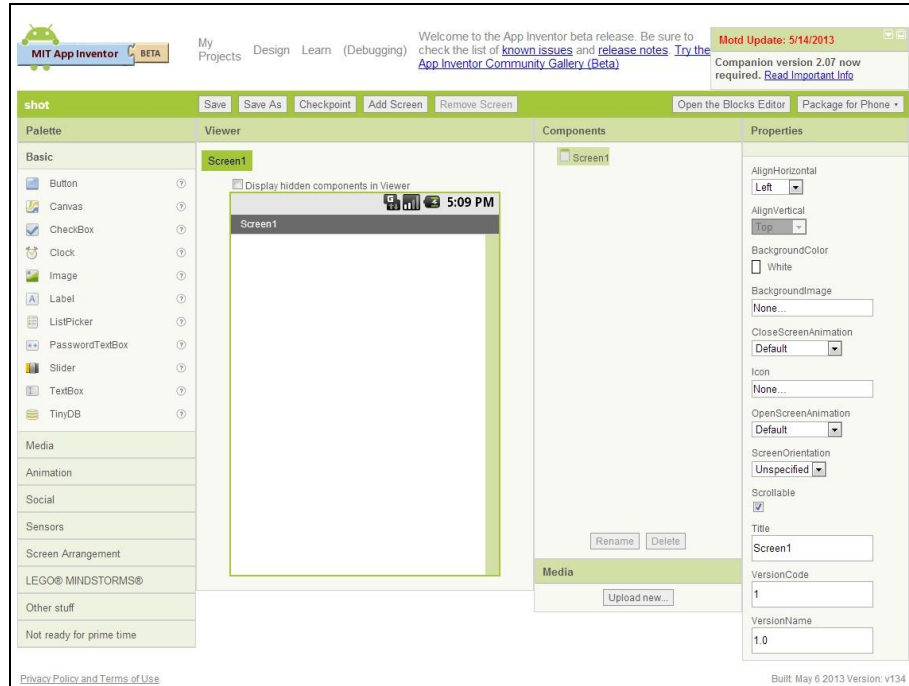 MIT App Inventor BETA
My Projects Design Learn (Debugging)
Welcome to the App Inventor beta release. Be sure to
check the list of known issues and release notes. Try the
App Inventor Community Gallery (Beta)
Motd Update: 5/14/2013
Companion version 2.07 now
required. Read Important Info
shot Save Save As Checkpoint Add Screen Remove Screen Open the Blocks Editor Package for Phone
Palette
Basic
Button
Canvas
CheckBox
Clock
Image
Label
ListPicker
PasswordTextBox
Slider
TextBox
TinyDB
Media
Animation
Social
Sensors
Screen Arrangement
LEGO® MINDSTORMS®
Other stuff
Not ready for prime time
Viewer
Screen1
Display hidden components in Viewer
5:09 PM
Screen1
Components
Screen1
Rename Delete
Media
Upload new...
Properties
AlignHorizontal
Left
AlignVertical
Top
BackgroundColor
White
BackgroundImage
None...
CloseScreenAnimation
Default
Icon
None...
OpenScreenAnimation
Default
ScreenOrientation
Unspecified
Scrollable
Title
Screen1
VersionCode
1
VersionName
1.0
Privacy Policy and Terms of Use
Built: May 6 2013 Version: v134